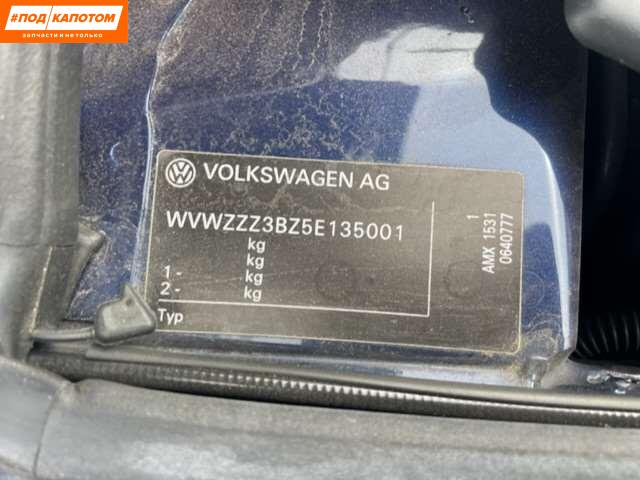 #ПОД КАПОТОМ
запчасти и не только
VOLKSWAGEN AG
WVWZZZ3BZ5E135001
kg
kg
1 - kg
2 - kg
Typ
1
AMX 1531
0640777